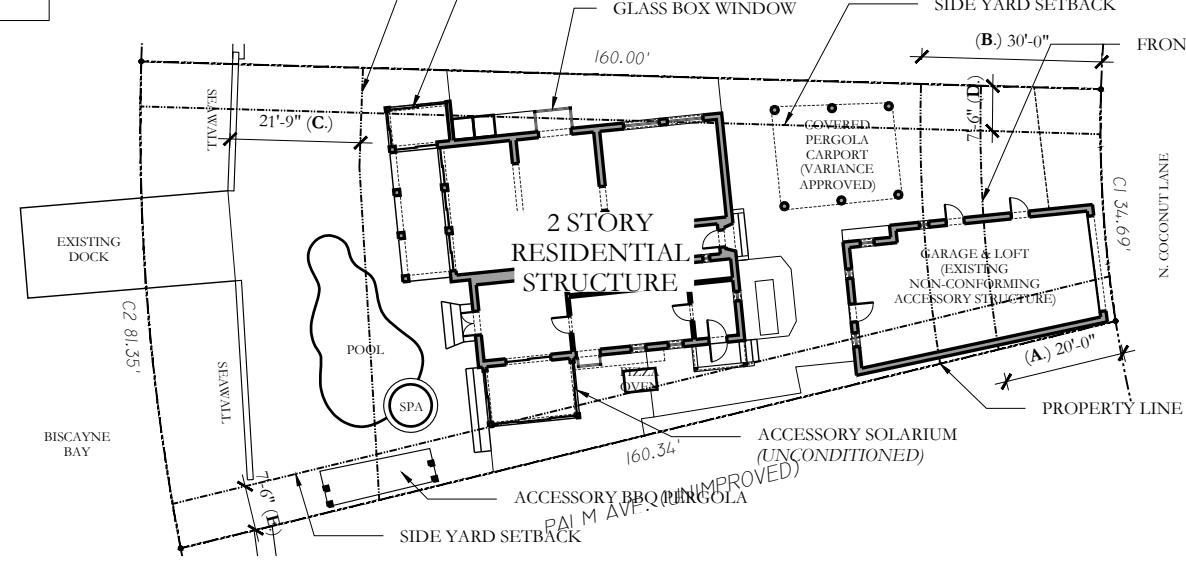 GLASS BOX WINDOW
SIDE YARD SETBACK
(B.) 30'-0"
FRON
160.00'
SEAWALL
21'-9" (C.)
7'-6" (D.)
COVERED
PERGOLA
CARPORT
(VARIANCE
APPROVED)
C1 34.69'
N. COCONUT LANE
EXISTING
DOCK
2 STORY
RESIDENTIAL
STRUCTURE
GARAGE & LOFT
(EXISTING
NON-CONFORMING
ACCESSORY STRUCTURE)
C2 81.35'
POOL
(A.) 20'-0"
PIZZA
OVEN
SEAWALL
SPA
PROPERTY LINE
BISCAYNE
BAY
ACCESSORY SOLARIUM
(UNCONDITIONED)
160.34'
7'-6" (E.)
ACCESSORY BBQ PERGOLA
PALM AVE. (UNIMPROVED)
SIDE YARD SETBACK